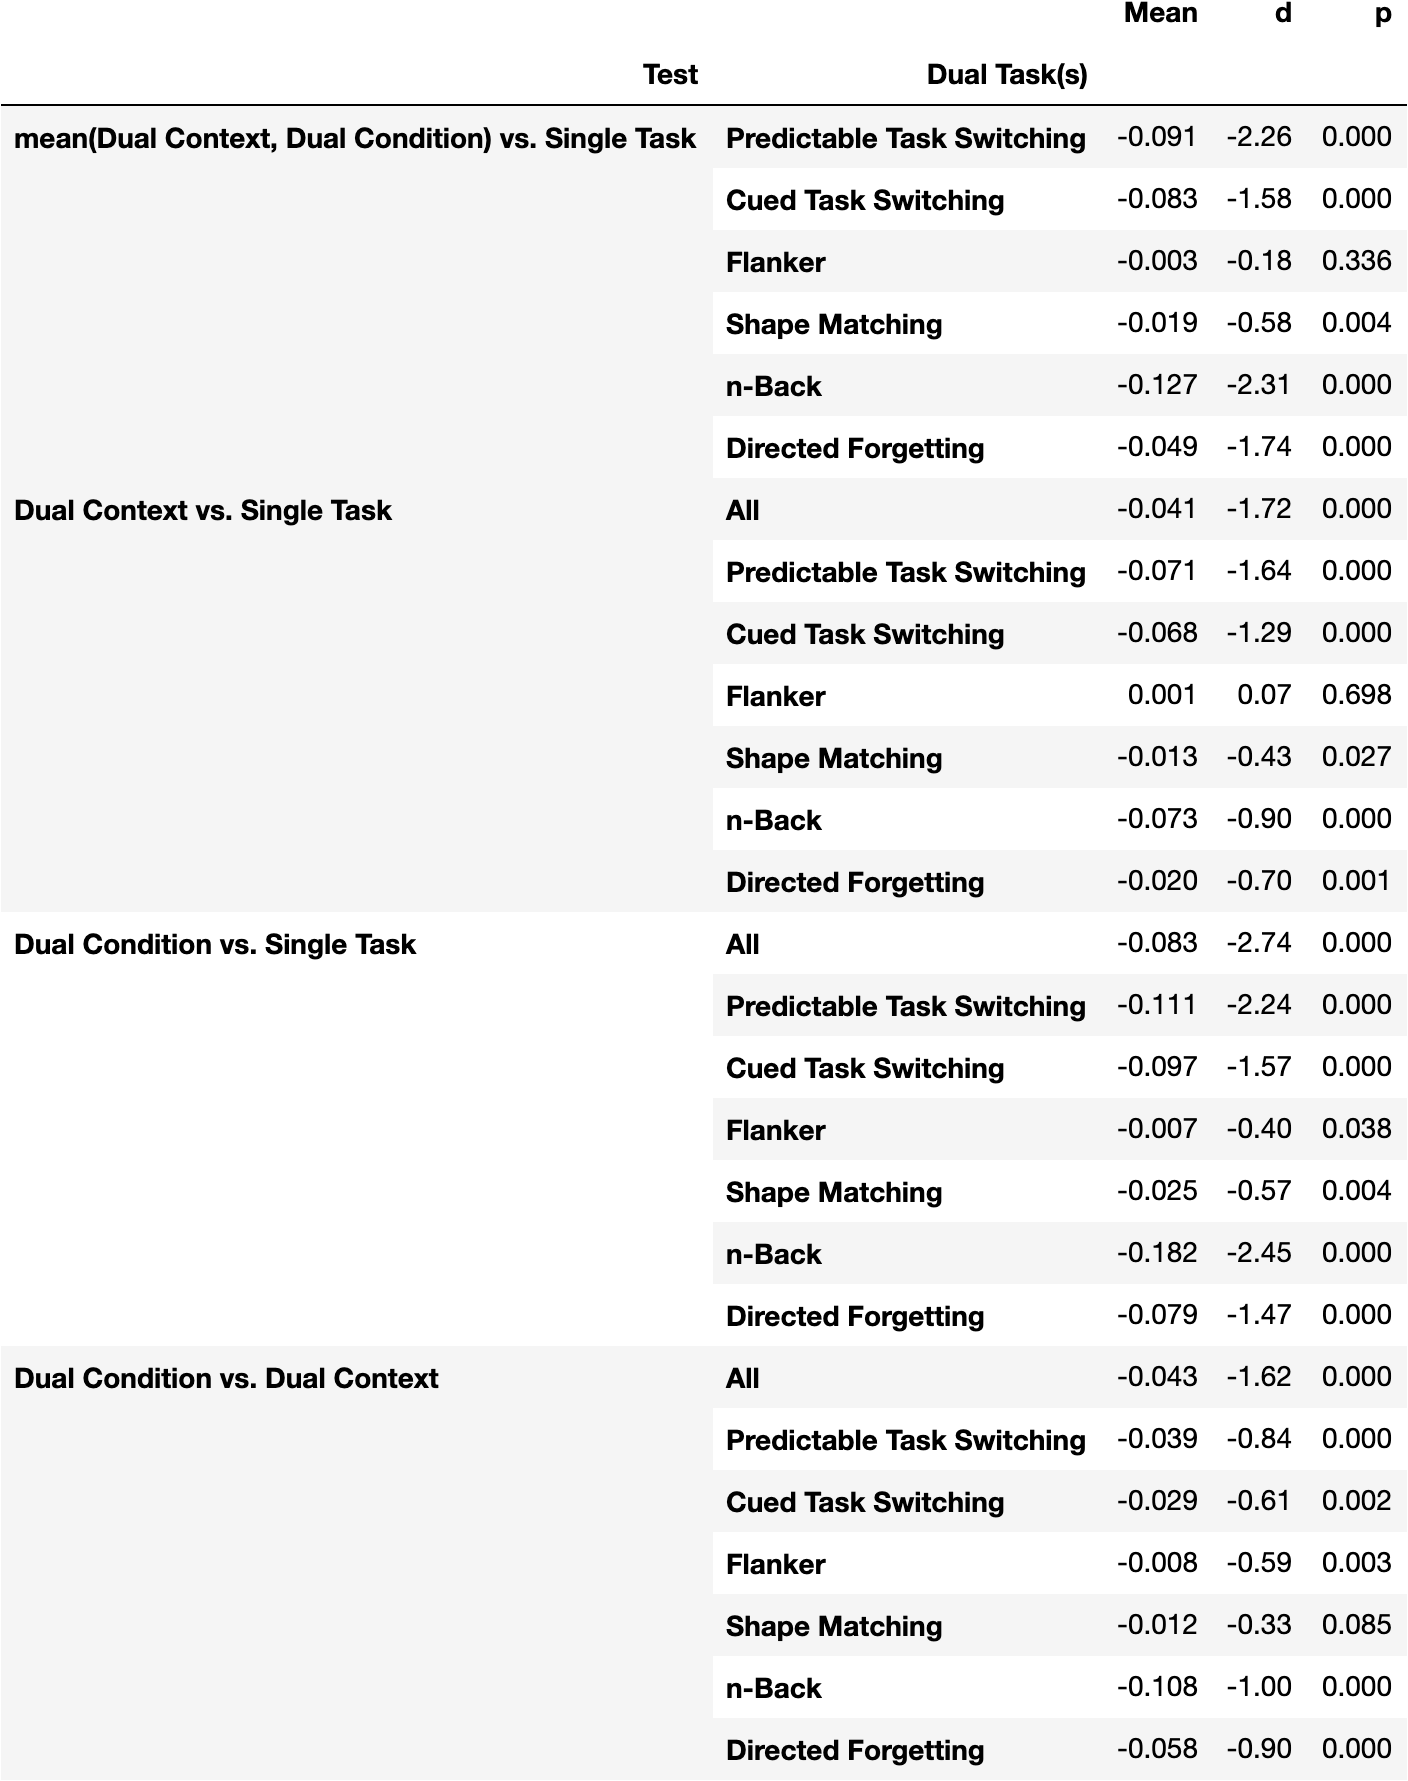 Mean d p
Test Dual Task(s)
mean(Dual Context, Dual Condition) vs. Single Task Predictable Task Switching -0.091 -2.26 0.000
Cued Task Switching -0.083 -1.58 0.000
Flanker -0.003 -0.18 0.336
Shape Matching -0.019 -0.58 0.004
n-Back -0.127 -2.31 0.000
Directed Forgetting -0.049 -1.74 0.000
Dual Context vs. Single Task All -0.041 -1.72 0.000
Predictable Task Switching -0.071 -1.64 0.000
Cued Task Switching -0.068 -1.29 0.000
Flanker 0.001 0.07 0.698
Shape Matching -0.013 -0.43 0.027
n-Back -0.073 -0.90 0.000
Directed Forgetting -0.020 -0.70 0.001
Dual Condition vs. Single Task All -0.083 -2.74 0.000
Predictable Task Switching -0.111 -2.24 0.000
Cued Task Switching -0.097 -1.57 0.000
Flanker -0.007 -0.40 0.038
Shape Matching -0.025 -0.57 0.004
n-Back -0.182 -2.45 0.000
Directed Forgetting -0.079 -1.47 0.000
Dual Condition vs. Dual Context All -0.043 -1.62 0.000
Predictable Task Switching -0.039 -0.84 0.000
Cued Task Switching -0.029 -0.61 0.002
Flanker -0.008 -0.59 0.003
Shape Matching -0.012 -0.33 0.085
n-Back -0.108 -1.00 0.000
Directed Forgetting -0.058 -0.90 0.000